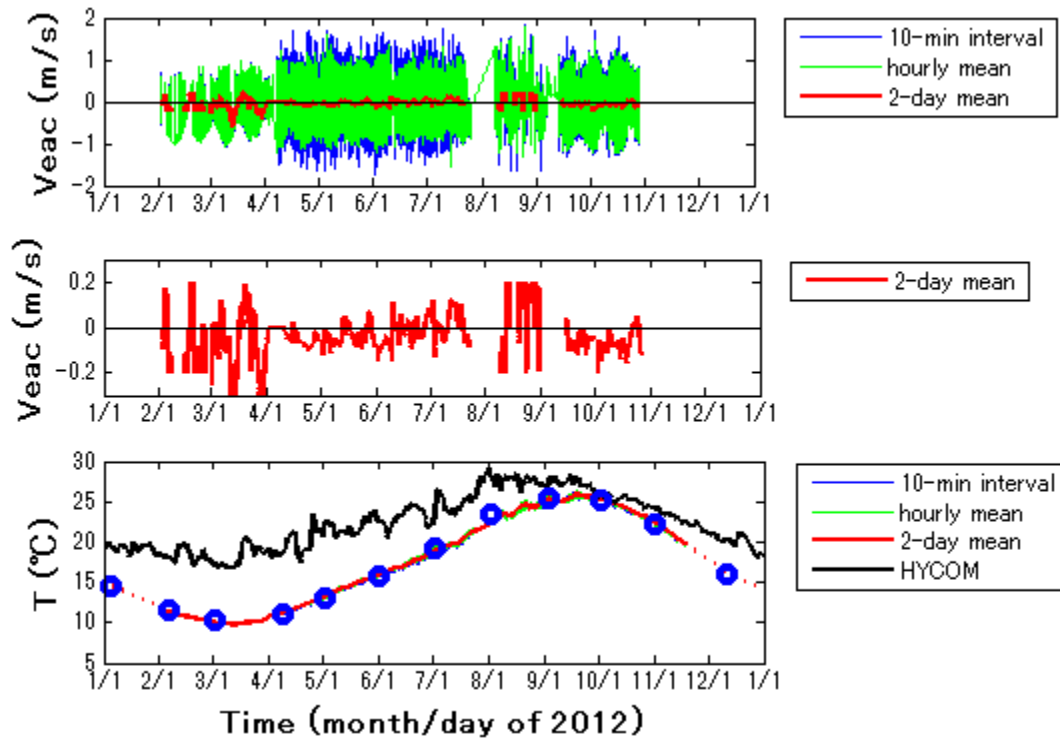 Veac (m/s)
2
1
0
-1
-2
1/1 2/1 3/1 4/1 5/1 6/1 7/1 8/1 9/1 10/1 11/1 12/1 1/1
10-min interval
hourly mean
2-day mean
Veac (m/s)
0.2
0
-0.2
1/1 2/1 3/1 4/1 5/1 6/1 7/1 8/1 9/1 10/1 11/1 12/1 1/1
2-day mean
T (℃)
30
25
20
15
10
5
1/1 2/1 3/1 4/1 5/1 6/1 7/1 8/1 9/1 10/1 11/1 12/1 1/1
10-min interval
hourly mean
2-day mean
HYCOM
Time (month/day of 2012)